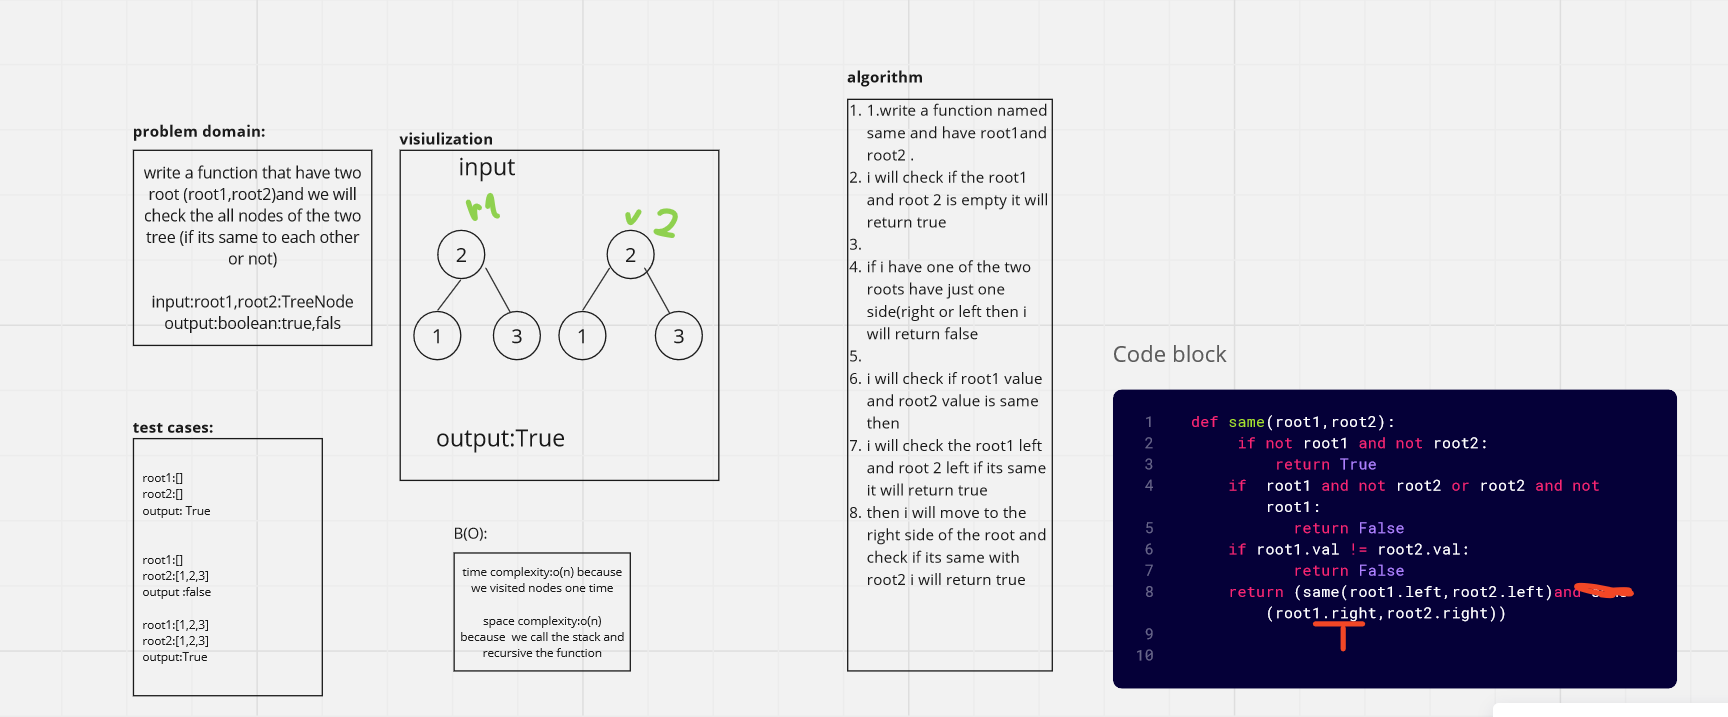 problem domain:
write a function that have two
root (root1,root2)and we will
check the all nodes of the two
tree (if its same to each other
or not)
input:root1,root2:TreeNode
output:boolean:true,fals
visiulization
input
r1
r2
2
1
3
2
1
3
output:True
test cases:
root1:[]
root2:[]
output: True
root1:[]
root2:[1,2,3]
output :false
root1:[1,2,3]
root2:[1,2,3]
output:True
B(O):
time complexity:o(n) because
we visited nodes one time
space complexity:o(n)
because we call the stack and
recursive the function
algorithm
1. 1.write a function named
same and have root1and
root2 .
2. i will check if the root1
and root 2 is empty it will
return true
3.
4. if i have one of the two
roots have just one
side(right or left then i
will return false
5.
6. i will check if root1 value
and root2 value is same
then
7. i will check the root1 left
and root 2 left if its same
it will return true
8. then i will move to the
right side of the root and
check if its same with
root2 i will return true
Code block
1 def same(root1,root2):
2 if not root1 and not root2:
3 return True
4 if root1 and not root2 or root2 and not
root1:
5 return False
6 if root1.val != root2.val:
7 return False
8 return (same(root1.left,root2.left)and
(root1.right,root2.right))
9
10